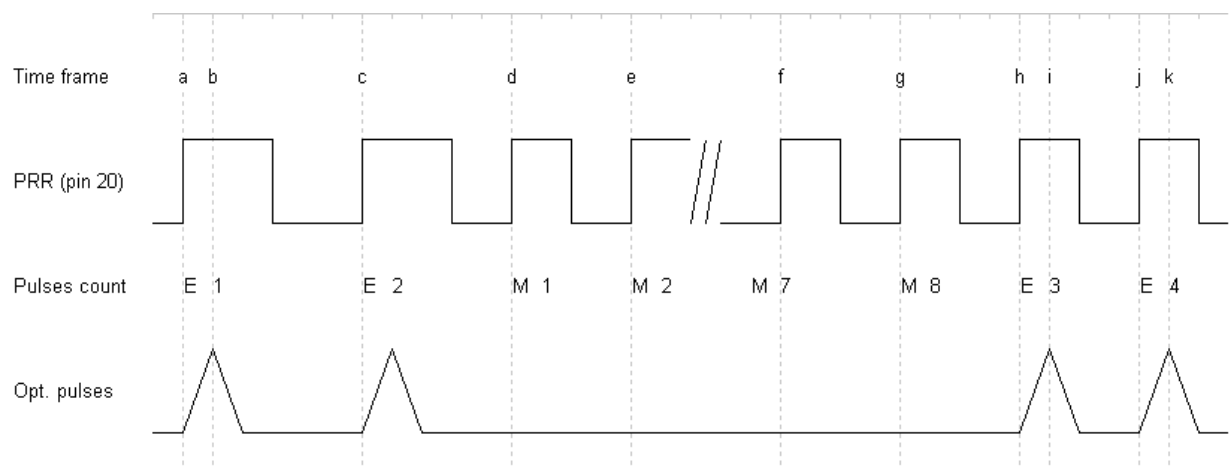 Time frame a b c d e f g h i j k
PRR (pin 20)
Pulses count E 1 E 2 M 1 M 2 M 7 M 8 E 3 E 4
Opt. pulses